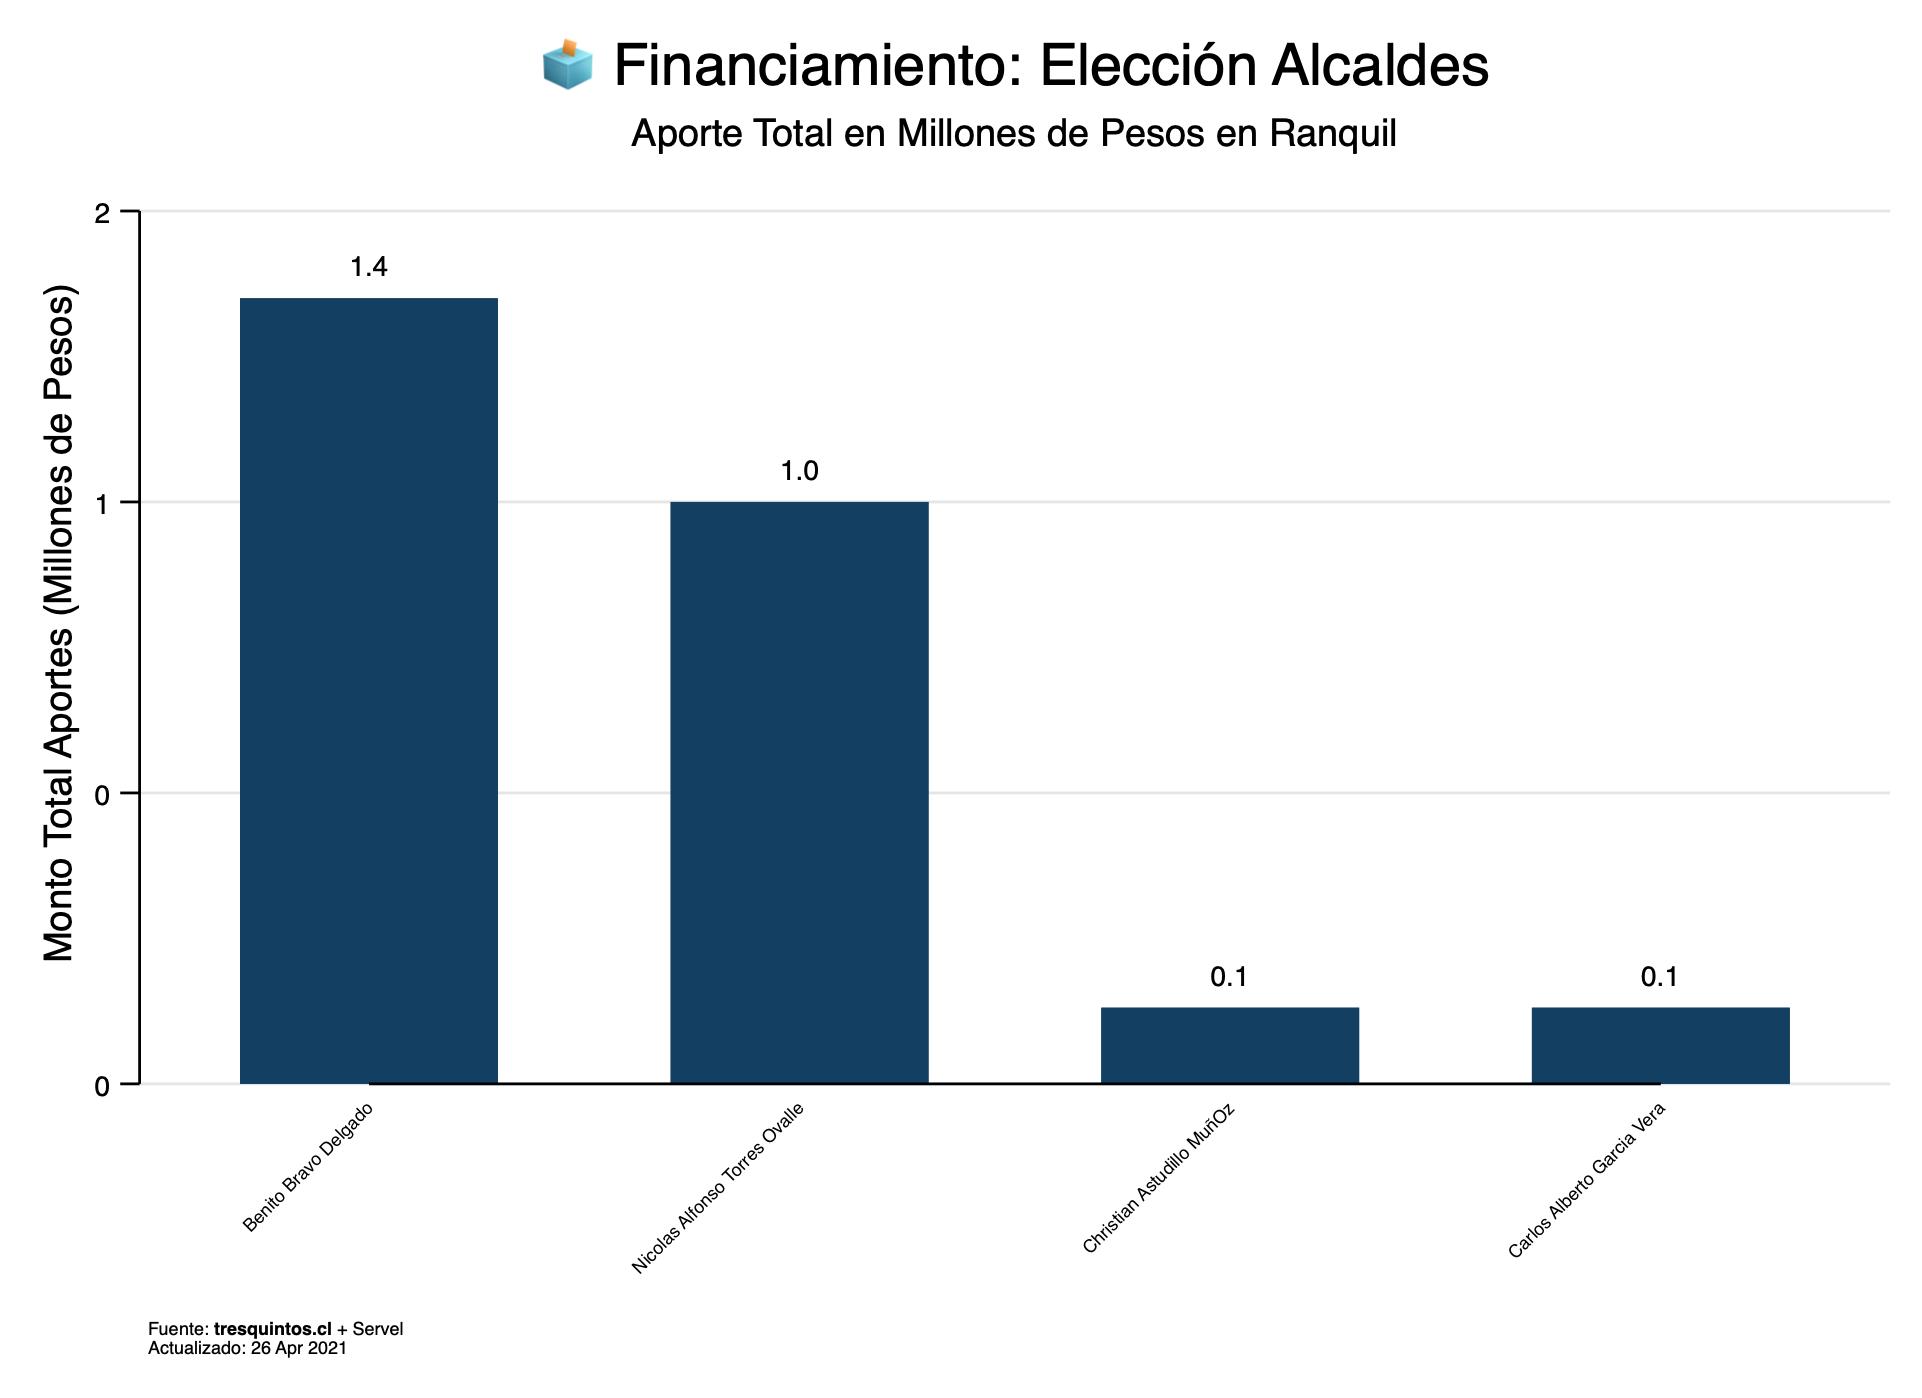 Financiamiento: Elección Alcaldes
Aporte Total en Millones de Pesos en Ranquil
Monto Total Aportes (Millones de Pesos)
2
1
0
0
1.4
1.0
0.1
0.1
Benito Bravo Delgado
Nicolas Alfonso Torres Ovalle
Christian Astudillo MuñOz
Carlos Alberto Garcia Vera
Fuente: tresquintos.cl + Servel
Actualizado: 26 Apr 2021